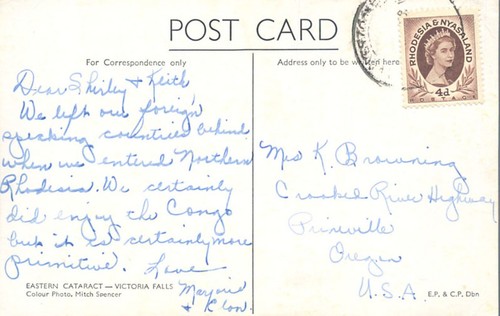 POST CARD
For Correspondence only
Dear Shirley & Keith
We left our foreign
specking countries behind
when we entered Northern
Rhodesia. We certainly
did enjoy the Congo
but it is certainly more
primitive. Love
Marjorie
&
EASTERN CATARACT — VICTORIA FALLS
Colour Photo, Mitch Spencer
Address only to be written here
RHODESIA & NYASALAND
4d
POSTAGE
Mrs K. Browning
Crooked River Highway
Prineville
Oregon
U.S.A.
E.P. & C.P. Dbn